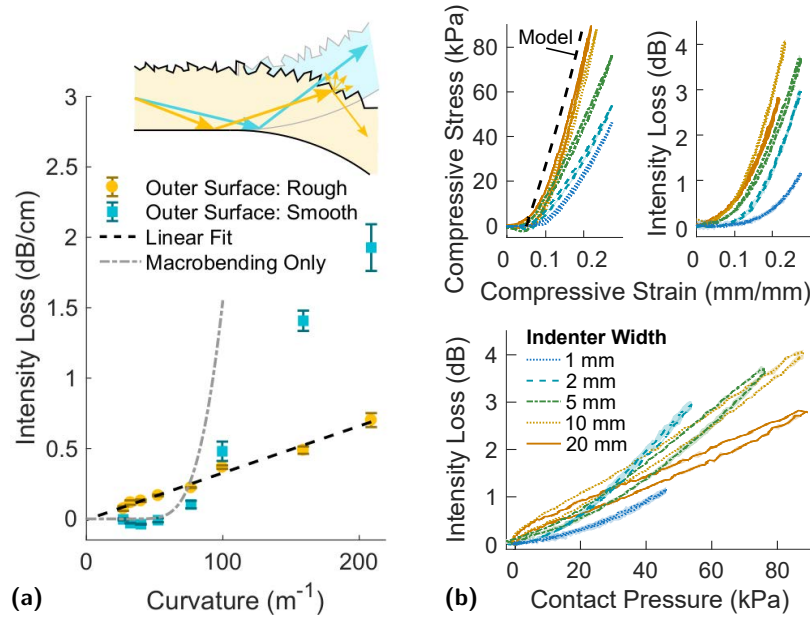 3
2.5
2
1.5
1
0.5
0
0
100
200
Intensity Loss (dB/cm)
Curvature (m⁻¹)
Outer Surface: Rough
Outer Surface: Smooth
Linear Fit
Macrobending Only
(a)
80
60
40
20
0
0
0.1
0.2
Compressive Stress (kPa)
Model
4
3
2
1
0
0
0.1
0.2
Intensity Loss (dB)
Compressive Strain (mm/mm)
Indenter Width
1 mm
2 mm
5 mm
10 mm
20 mm
4
3
2
1
0
0
20
40
60
80
Intensity Loss (dB)
Contact Pressure (kPa)
(b)